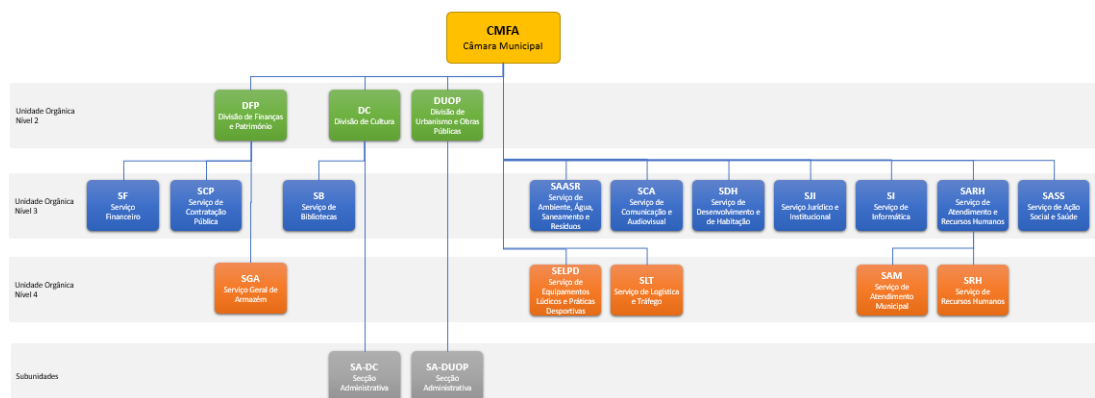 CMFA
Câmara Municipal
Unidade Orgânica
Nível 2
DFP
Divisão de Finanças
e Património
DC
Divisão de Cultura
DUOP
Divisão de
Urbanismo e Obras
Públicas
Unidade Orgânica
Nível 3
SF
Serviço
Financeiro
SCP
Serviço de
Contratação
Pública
SB
Serviço de
Bibliotecas
SAASR
Serviço de
Ambiente, Água,
Saneamento e
Resíduos
SCA
Serviço de
Comunicação e
Audiovisual
SDH
Serviço de
Desenvolvimento e
de Habitação
SJI
Serviço Jurídico e
Institucional
SI
Serviço de
Informática
SARH
Serviço de
Atendimento e
Recursos Humanos
SASS
Serviço de Ação
Social e Saúde
Unidade Orgânica
Nível 4
SGA
Serviço Geral de
Armazém
SELPD
Serviço de
Equipamentos
Lúdicos e Práticas
Desportivas
SLT
Serviço de Logística
e Tráfego
SAM
Serviço de
Atendimento
Municipal
SRH
Serviço de
Recursos Humanos
Subunidades
SA-DC
Secção
Administrativa
SA-DUOP
Secção
Administrativa